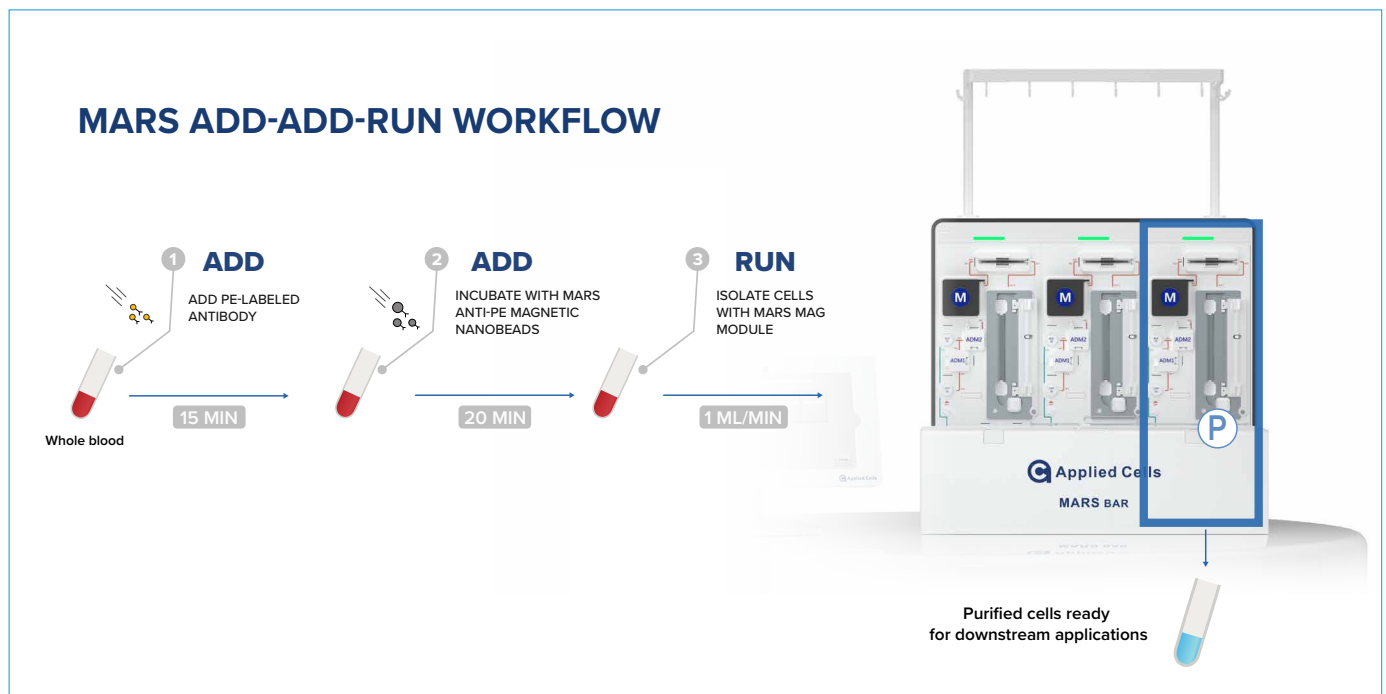 MARS ADD-ADD-RUN WORKFLOW
1 ADD
ADD PE-LABELED
ANTIBODY
2 ADD
INCUBATE WITH MARS
ANTI-PE MAGNETIC
NANOBEADS
3 RUN
ISOLATE CELLS
WITH MARS MAG
MODULE
15 MIN
20 MIN
1 ML/MIN
Whole blood
M
ADM2
ADM1
M
ADM2
ADM1
M
ADM2
ADM1
P
Applied Cells
MARS BAR
Applied Cells
Purified cells ready
for downstream applications